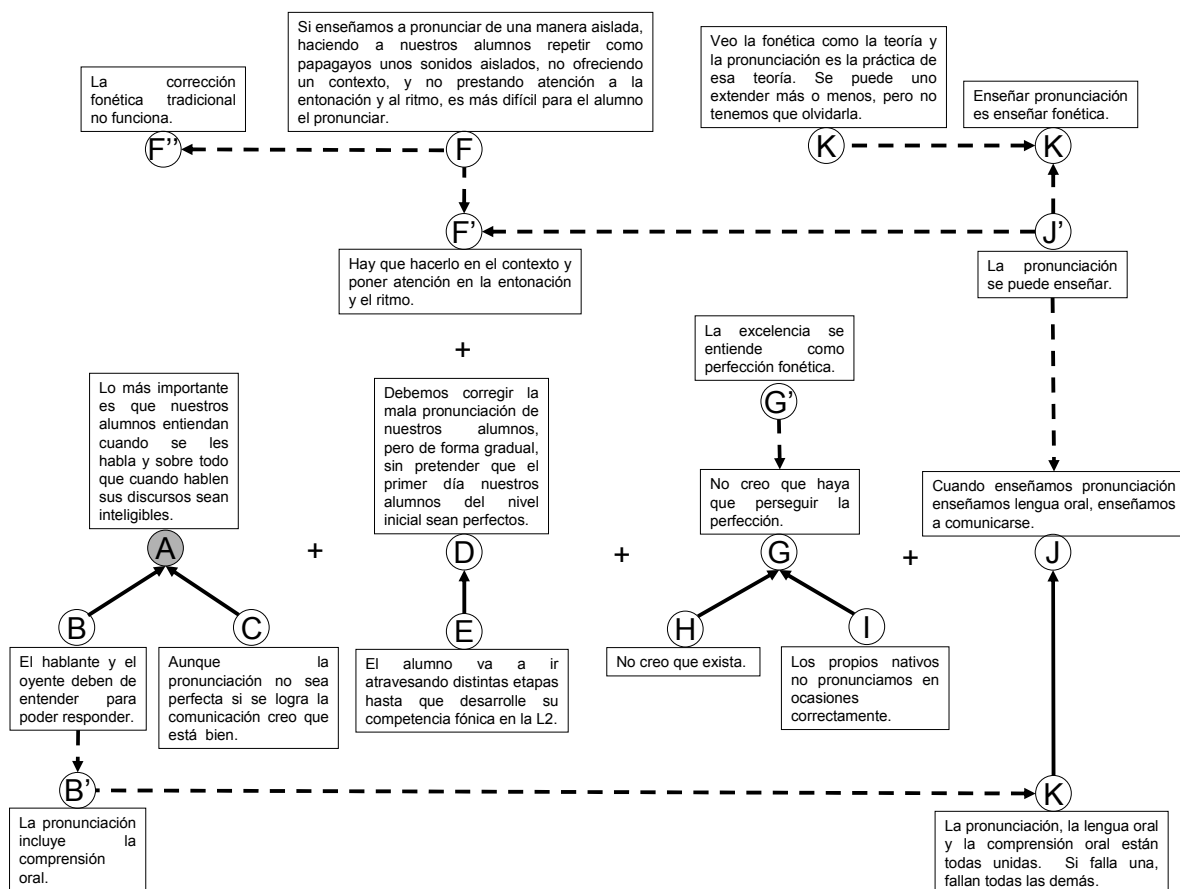 Si enseñamos a pronunciar de una manera aislada,
haciendo a nuestros alumnos repetir como
papagayos unos sonidos aislados, no ofreciendo
un contexto, y no prestando atención a la
entonación y al ritmo, es más difícil para el alumno
el pronunciar.
Veo la fonética como la teoría y
la pronunciación es la práctica de
esa teoría. Se puede uno
extender más o menos, pero no
tenemos que olvidarla.
La corrección
fonética tradicional
no funciona.
Enseñar pronunciación
es enseñar fonética.
F’’
F
K
K
F’
J’
Hay que hacerlo en el contexto y
poner atención en la entonación
y el ritmo.
La pronunciación
se puede enseñar.
+
La excelencia se
entiende como
perfección fonética.
G’
Lo más importante
es que nuestros
alumnos entiendan
cuando se les
habla y sobre todo
que cuando hablen
sus discursos sean
inteligibles.
Debemos corregir la
mala pronunciación de
nuestros alumnos,
pero de forma gradual,
sin pretender que el
primer día nuestros
alumnos del nivel
inicial sean perfectos.
No creo que haya
que perseguir la
perfección.
Cuando enseñamos pronunciación
enseñamos lengua oral, enseñamos
a comunicarse.
A
+
D
+
G
+
J
B
C
E
H
I
El hablante y el
oyente deben de
entender para
poder responder.
Aunque la
pronunciación no sea
perfecta si se logra la
comunicación creo que
está bien.
El alumno va a ir
atravesando distintas etapas
hasta que desarrolle su
competencia fónica en la L2.
No creo que exista.
Los propios nativos
no pronunciamos en
ocasiones
correctamente.
B’
K
La pronunciación
incluye la
comprensión
oral.
La pronunciación, la lengua oral
y la comprensión oral están
todas unidas. Si falla una,
fallan todas las demás.